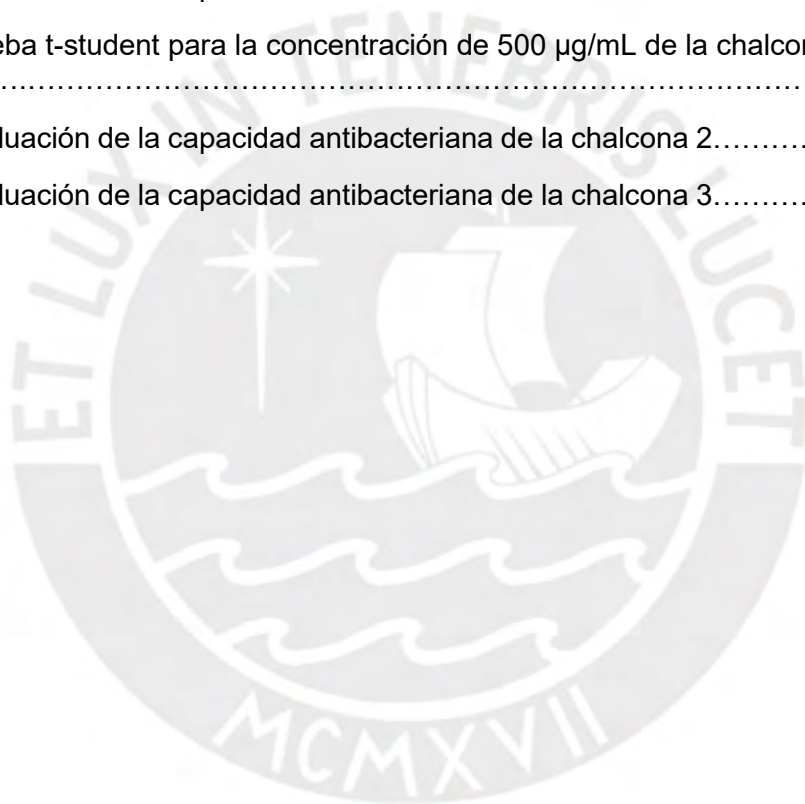 eba t-student para la concentración de 500 µg/mL de la chalcon
………………………………………………………………………
luación de la capacidad antibacteriana de la chalcona 2……….
luación de la capacidad antibacteriana de la chalcona 3……….
ET LUX IN TENEBRIS LUCET
MCMXVII